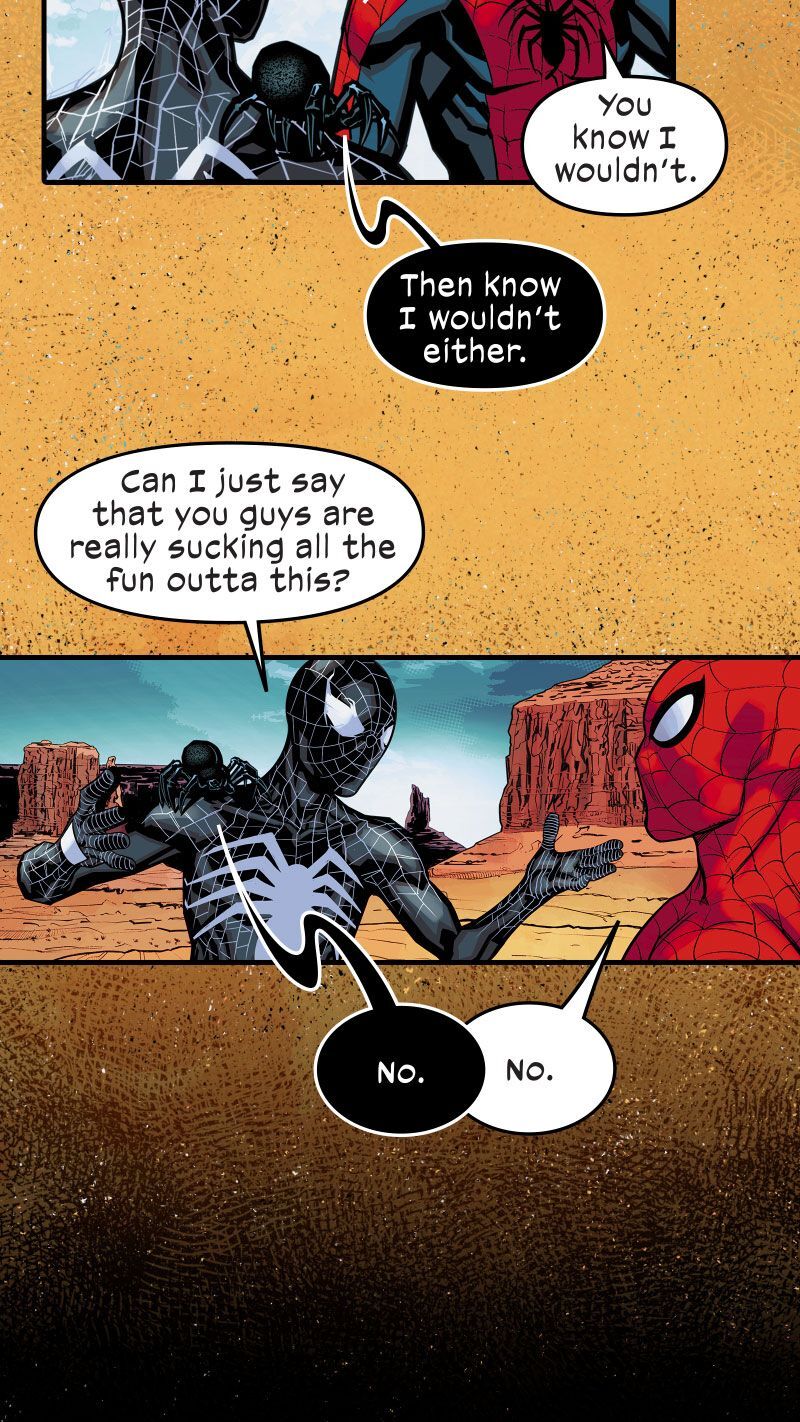 You
know I
wouldn't.
Then know
I wouldn't
either.
Can I just say
that you guys are
really sucking all the
fun outta this?
No.
No.